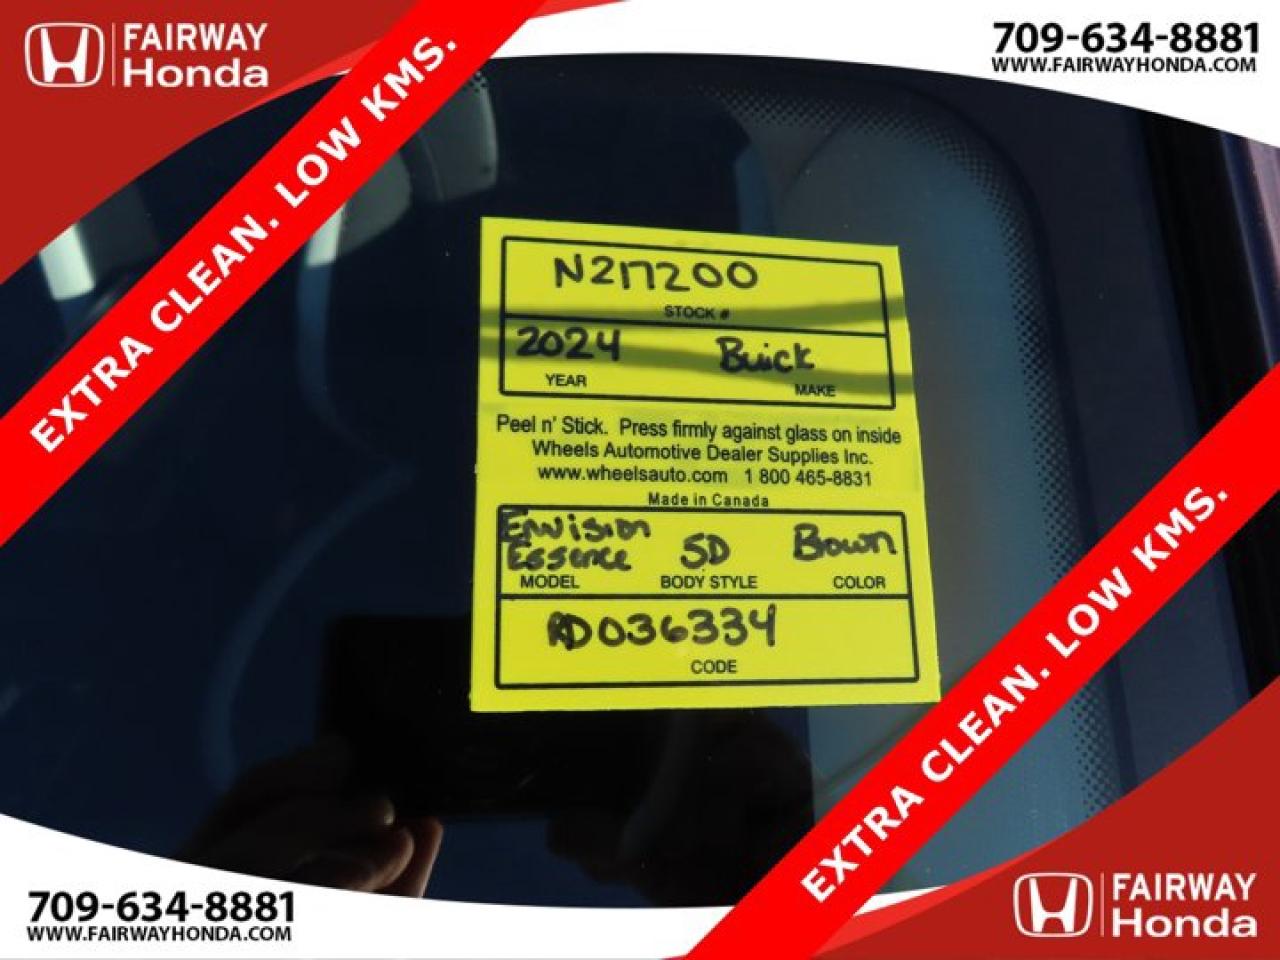 FAIRWAY
Honda
709-634-8881
WWW.FAIRWAYHONDA.COM
EXTRA CLEAN. LOW KMS.
N217200
STOCK #
2024 Buick
YEAR MAKE
Peel n' Stick. Press firmly against glass on inside
Wheels Automotive Dealer Supplies Inc.
www.wheelsauto.com 1 800 465-8831
Made in Canada
Envision
Essence SD Brown
MODEL BODY STYLE COLOR
RD036334
CODE
EXTRA CLEAN. LOW KMS.
709-634-8881
WWW.FAIRWAYHONDA.COM
FAIRWAY
Honda